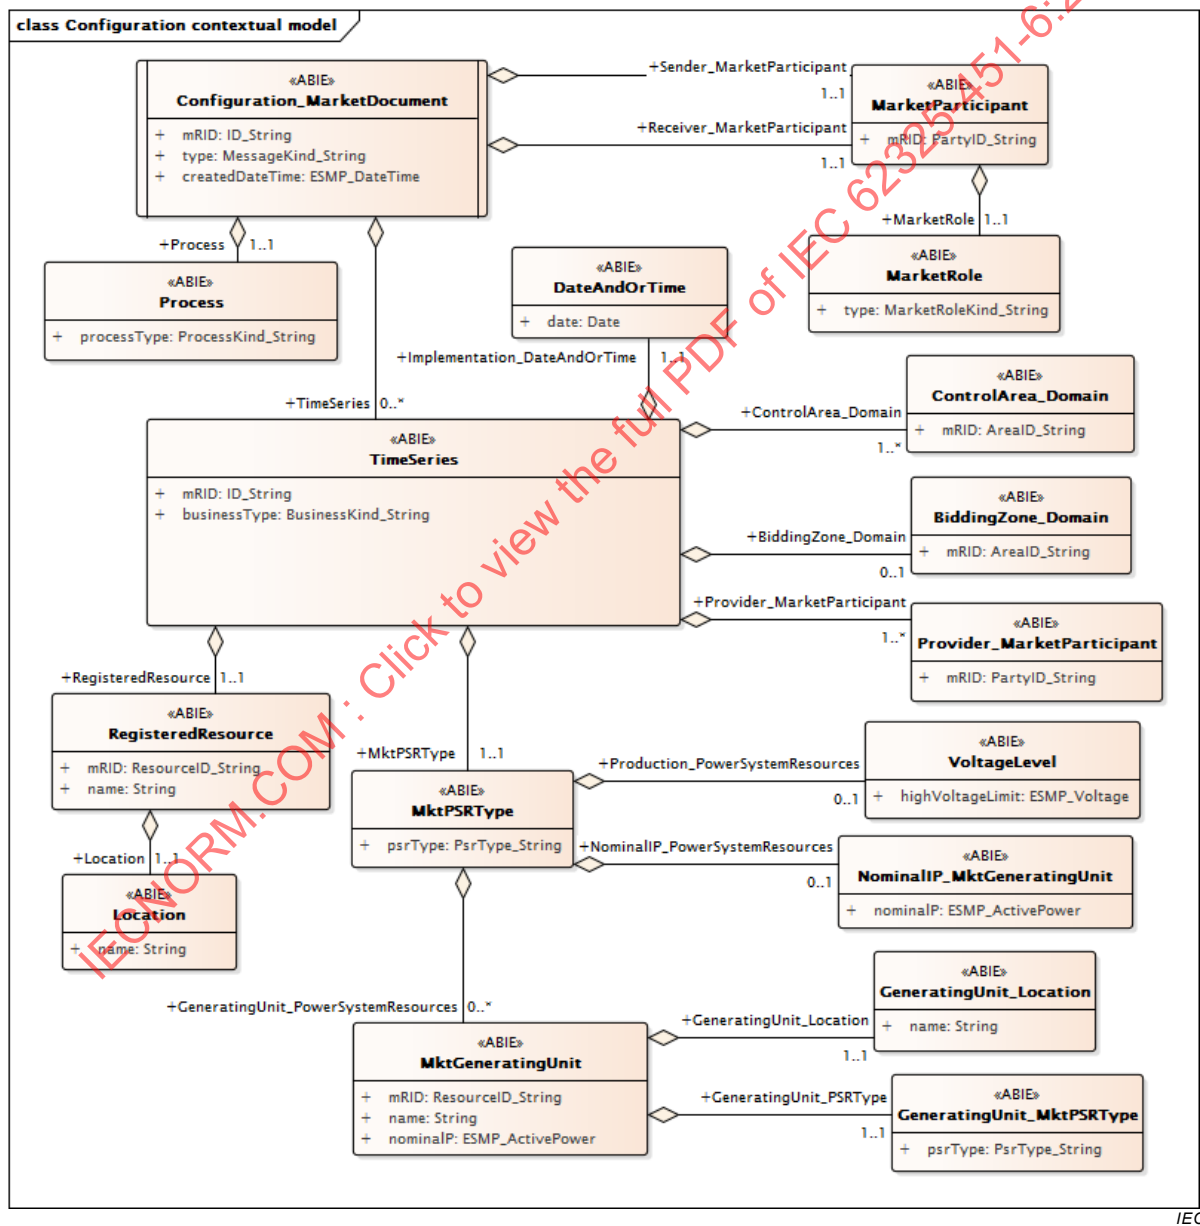 class Configuration contextual model
«ABIE»
Configuration_MarketDocument
+ mRID: ID_String
+ type: MessageKind_String
+ createdDateTime: ESMP_DateTime
+Sender_MarketParticipant
1..1
+Receiver_MarketParticipant
1..1
«ABIE»
MarketParticipant
+ mRID: PartyID_String
+MarketRole 1..1
«ABIE»
MarketRole
+ type: MarketRoleKind_String
+Process 1..1
«ABIE»
Process
+ processType: ProcessKind_String
«ABIE»
DateAndOrTime
+ date: Date
+Implementation_DateAndOrTime 1..1
+TimeSeries 0..*
«ABIE»
TimeSeries
+ mRID: ID_String
+ businessType: BusinessKind_String
+ControlArea_Domain
1..*
«ABIE»
ControlArea_Domain
+ mRID: AreaID_String
+BiddingZone_Domain
0..1
«ABIE»
BiddingZone_Domain
+ mRID: AreaID_String
+Provider_MarketParticipant
1..*
«ABIE»
Provider_MarketParticipant
+ mRID: PartyID_String
+RegisteredResource 1..1
«ABIE»
RegisteredResource
+ mRID: ResourceID_String
+ name: String
+Location 1..1
«ABIE»
Location
+ name: String
+MktPSRType 1..1
«ABIE»
MktPSRType
+ psrType: PsrType_String
+Production_PowerSystemResources
0..1
«ABIE»
VoltageLevel
+ highVoltageLimit: ESMP_Voltage
+NominalIP_PowerSystemResources
0..1
«ABIE»
NominalIP_MktGeneratingUnit
+ nominalP: ESMP_ActivePower
+GeneratingUnit_PowerSystemResources 0..*
«ABIE»
MktGeneratingUnit
+ mRID: ResourceID_String
+ name: String
+ nominalP: ESMP_ActivePower
+GeneratingUnit_Location
1..1
«ABIE»
GeneratingUnit_Location
+ name: String
+GeneratingUnit_PSRType
1..1
«ABIE»
GeneratingUnit_MktPSRType
+ psrType: PsrType_String
IEC
IECNORM.COM : Click to view the full PDF of IEC 62325-451-6:2